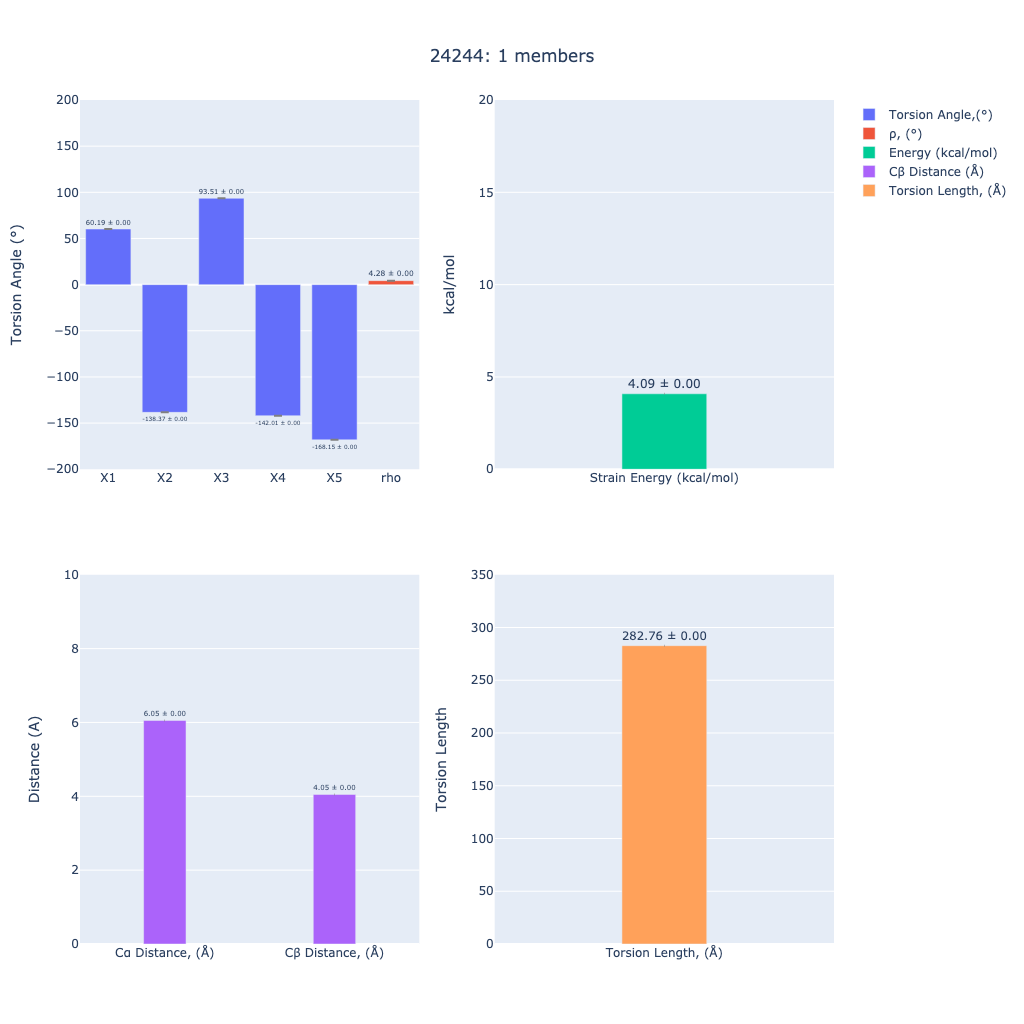 24244: 1 members
Torsion Angle (°)
200
150
100
50
0
−50
−100
−150
−200
60.19 ± 0.00
-138.37 ± 0.00
93.51 ± 0.00
-142.01 ± 0.00
-168.15 ± 0.00
4.28 ± 0.00
X1 X2 X3 X4 X5 rho
kcal/mol
20
15
10
5
0
4.09 ± 0.00
Strain Energy (kcal/mol)
Torsion Angle,(°)
ρ, (°)
Energy (kcal/mol)
Cβ Distance (Å)
Torsion Length, (Å)
Distance (A)
10
8
6
4
2
0
6.05 ± 0.00
4.05 ± 0.00
Cα Distance, (Å) Cβ Distance, (Å)
Torsion Length
350
300
250
200
150
100
50
0
282.76 ± 0.00
Torsion Length, (Å)